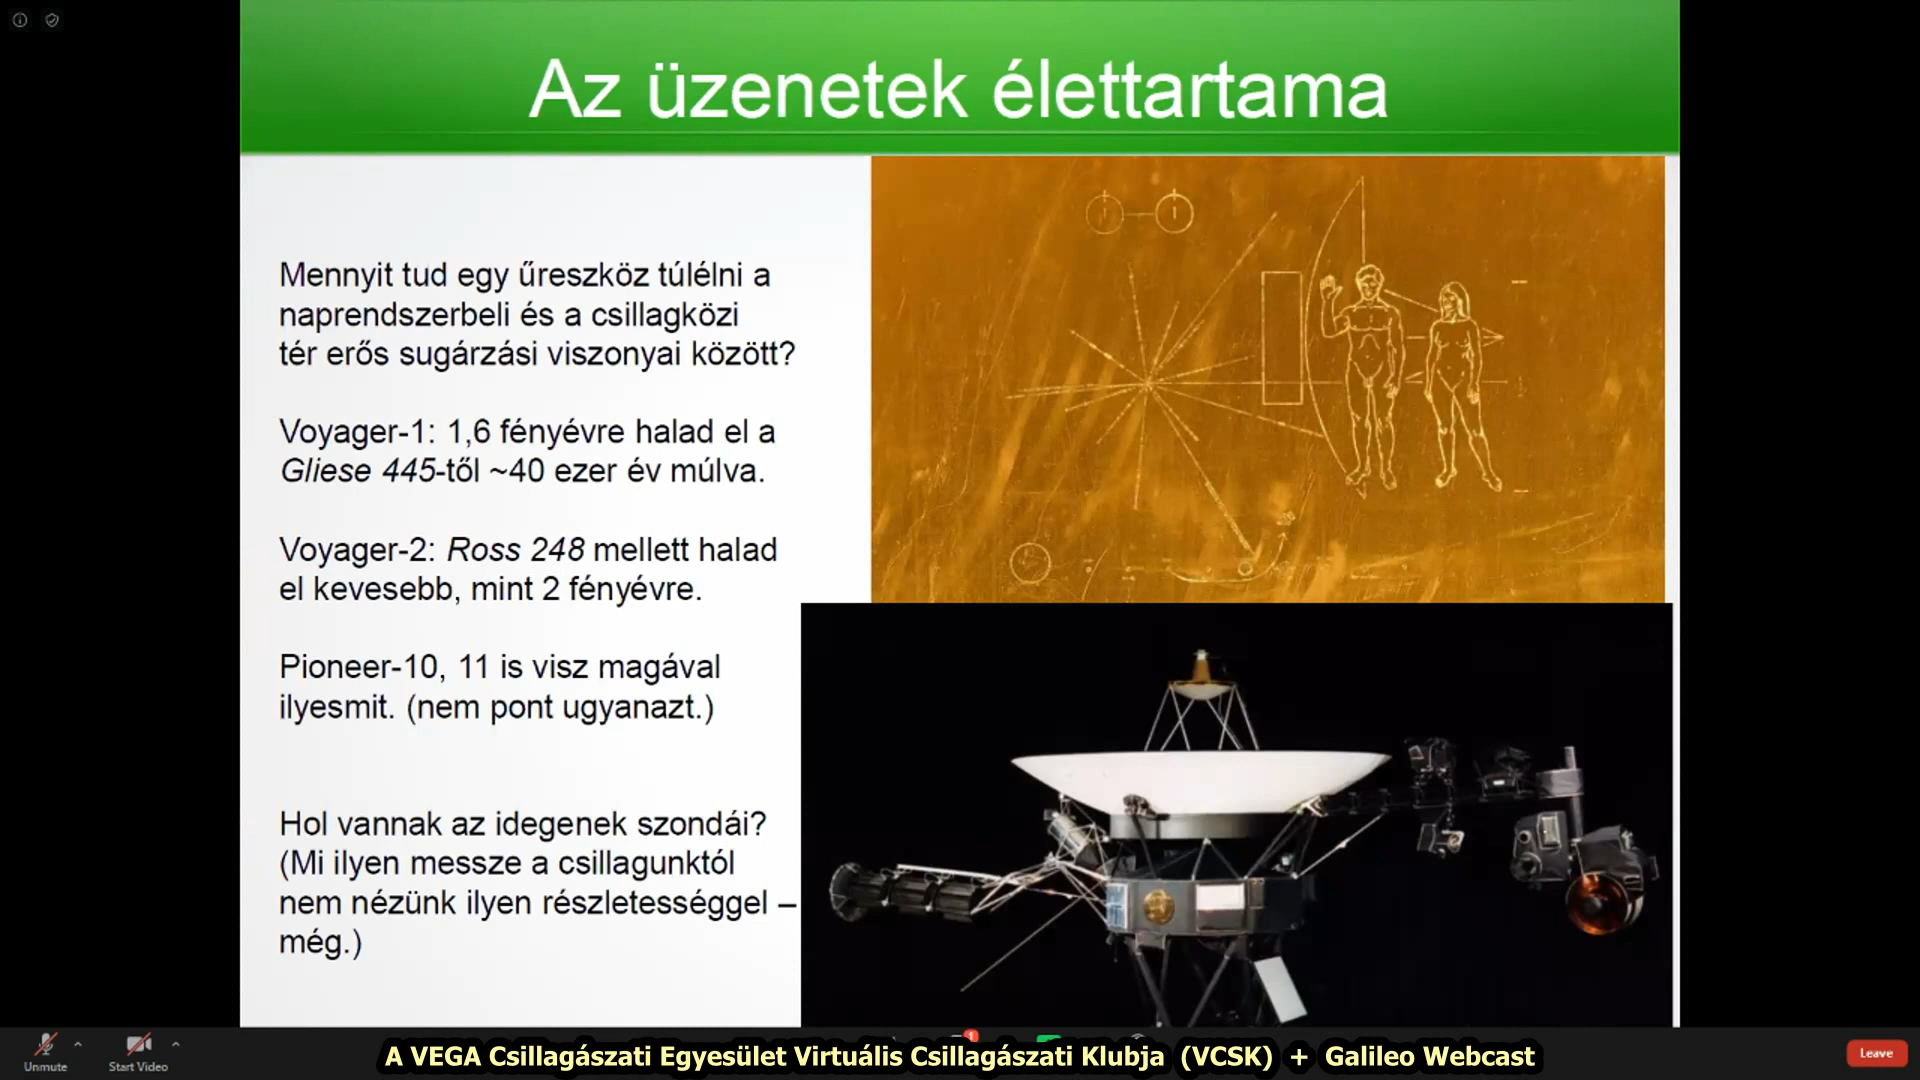 Az üzenetek élettartama
Mennyit tud egy űreszköz túlélni a
naprendszerbeli és a csillagközi
tér erős sugárzási viszonyai között?
Voyager-1: 1,6 fényévre halad el a
Gliese 445-től ~40 ezer év múlva.
Voyager-2: Ross 248 mellett halad
el kevesebb, mint 2 fényévre.
Pioneer-10, 11 is visz magával
ilyesmit. (nem pont ugyanazt.)
Hol vannak az idegenek szondái?
(Mi ilyen messze a csillagunktól
nem nézünk ilyen részletességgel –
még.)
Unmute
Start Video
1
A VEGA Csillagászati Egyesület Virtuális Csillagászati Klubja (VCSK) + Galileo Webcast
Leave